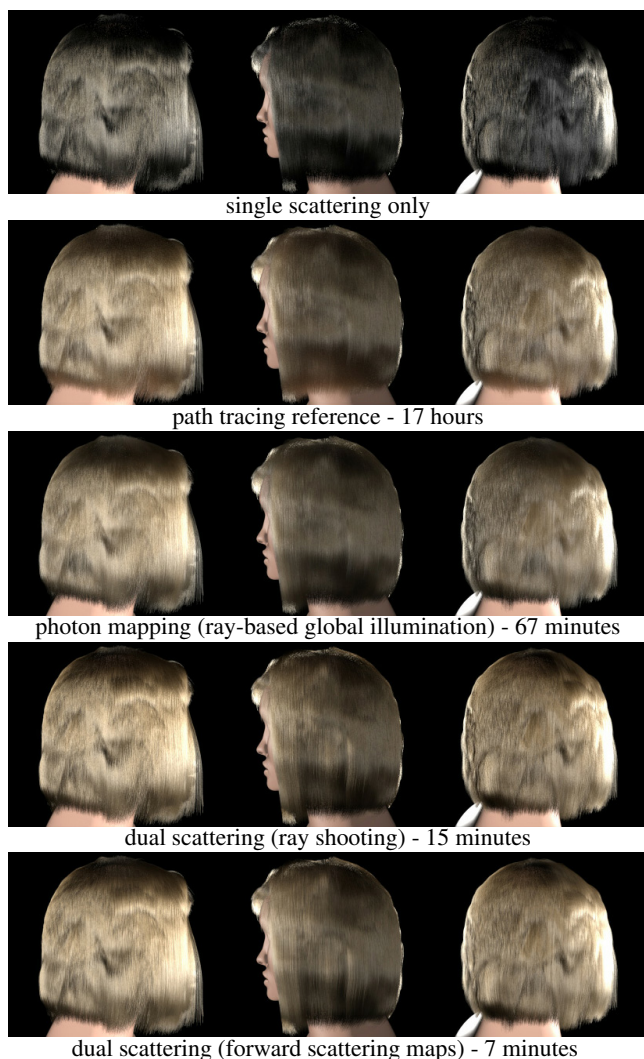 single scattering only
path tracing reference - 17 hours
photon mapping (ray-based global illumination) - 67 minutes
dual scattering (ray shooting) - 15 minutes
dual scattering (forward scattering maps) - 7 minutes